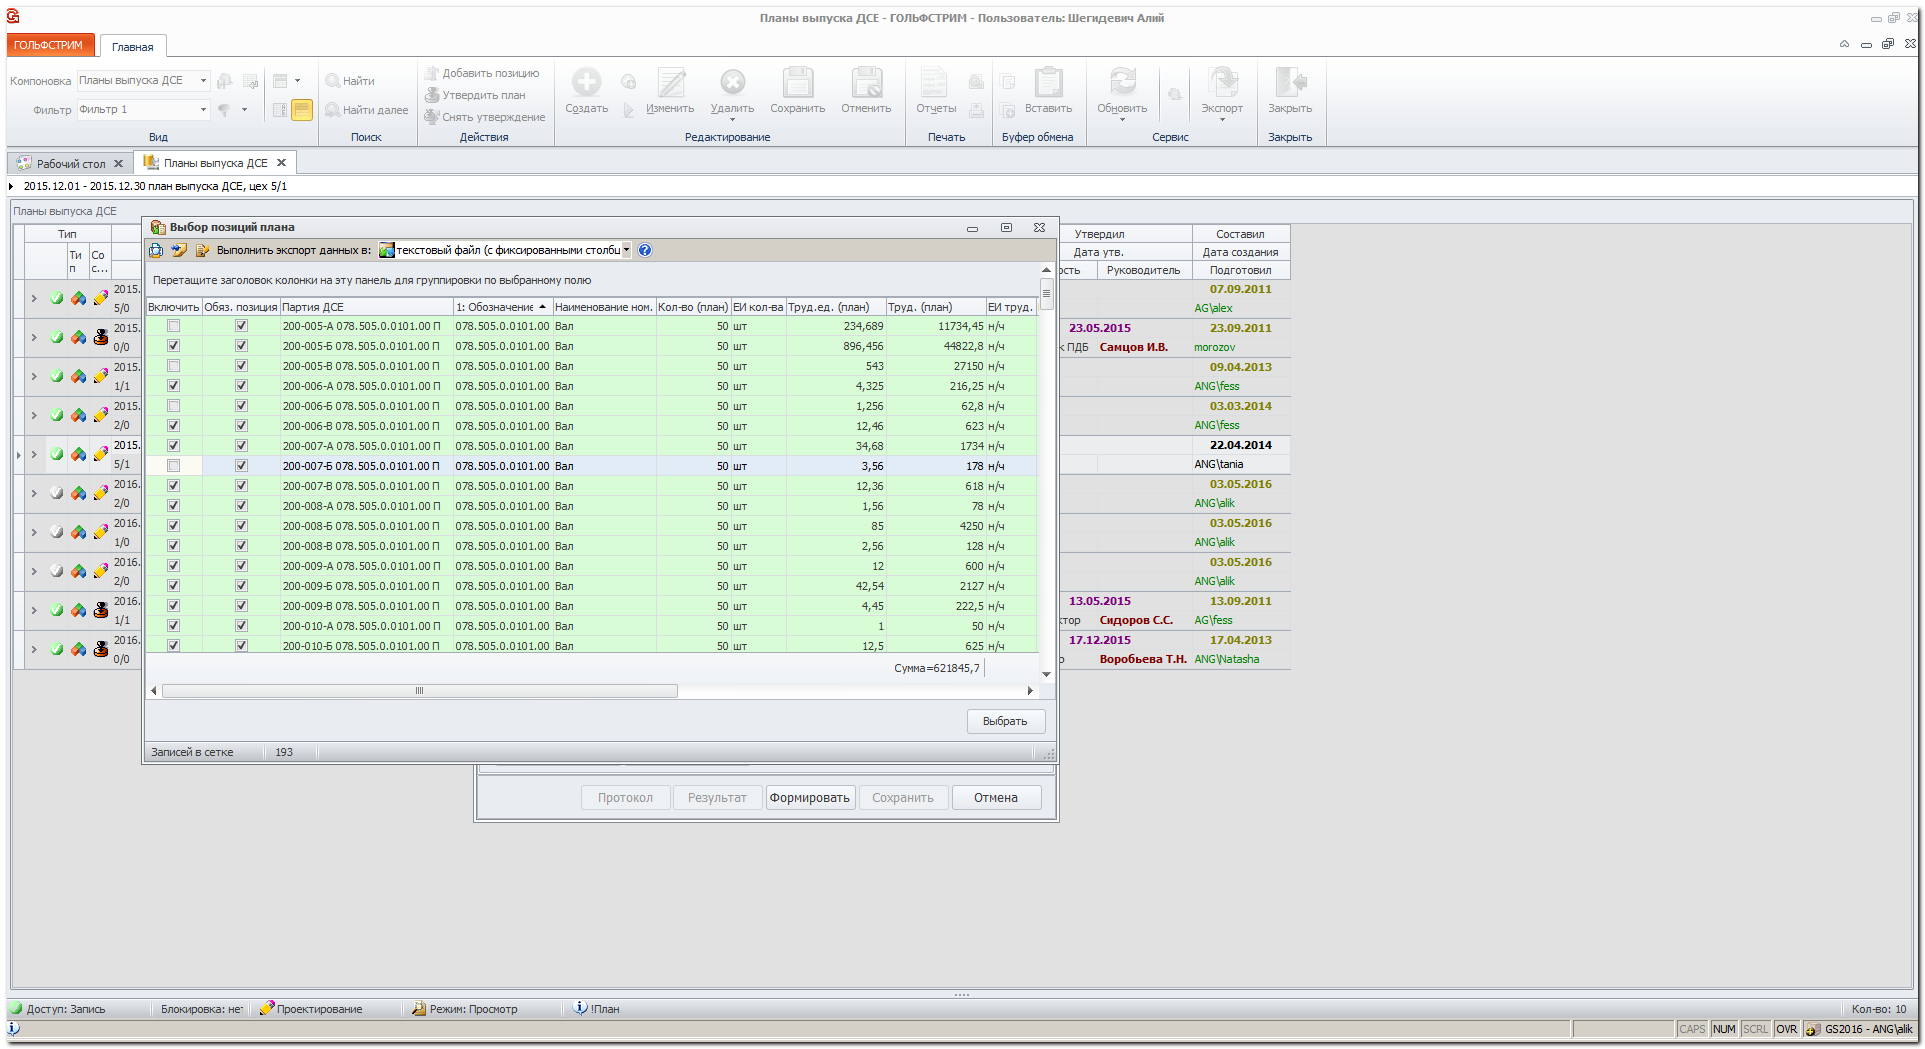 Планы выпуска ДСЕ - ГОЛЬФСТРИМ - Пользователь: Шегидевич Алий
ГОЛЬФСТРИМ Главная
Компоновка Планы выпуска ДСЕ
Фильтр Фильтр 1
Вид
Найти
Найти далее
Поиск
Добавить позицию
Утвердить план
Снять утверждение
Действия
Создать Изменить Удалить Сохранить Отменить
Редактирование
Отчеты
Печать
Вставить
Буфер обмена
Обновить Экспорт
Сервис
Закрыть
Закрыть
Рабочий стол Планы выпуска ДСЕ
2015.12.01 - 2015.12.30 план выпуска ДСЕ, цех 5/1
Планы выпуска ДСЕ
Тип
Ти п
Со с...
2015.
5/0
2015.
0/0
2015.
1/1
2015.
2/0
2015.
5/1
2016.
2/0
2016.
1/0
2016.
2/0
2016.
1/1
2016.
0/0
Выбор позиций плана
Выполнить экспорт данных в: текстовый файл (с фиксированными столбц
Перетащите заголовок колонки на эту панель для группировки по выбранному полю
Включить Обяз. позиция Партия ДСЕ 1: Обозначение Наименование ном. Кол-во (план) ЕИ кол-ва Труд.ед. (план) Труд. (план) ЕИ труд.
200-005-А 078.505.0.0101.00 П 078.505.0.0101.00 Вал 50 шт 234,689 11734,45 н/ч
200-005-Б 078.505.0.0101.00 П 078.505.0.0101.00 Вал 50 шт 896,456 44822,8 н/ч
200-005-В 078.505.0.0101.00 П 078.505.0.0101.00 Вал 50 шт 543 27150 н/ч
200-006-А 078.505.0.0101.00 П 078.505.0.0101.00 Вал 50 шт 4,325 216,25 н/ч
200-006-Б 078.505.0.0101.00 П 078.505.0.0101.00 Вал 50 шт 1,256 62,8 н/ч
200-006-В 078.505.0.0101.00 П 078.505.0.0101.00 Вал 50 шт 12,46 623 н/ч
200-007-А 078.505.0.0101.00 П 078.505.0.0101.00 Вал 50 шт 34,68 1734 н/ч
200-007-Б 078.505.0.0101.00 П 078.505.0.0101.00 Вал 50 шт 3,56 178 н/ч
200-007-В 078.505.0.0101.00 П 078.505.0.0101.00 Вал 50 шт 12,36 618 н/ч
200-008-А 078.505.0.0101.00 П 078.505.0.0101.00 Вал 50 шт 1,56 78 н/ч
200-008-Б 078.505.0.0101.00 П 078.505.0.0101.00 Вал 50 шт 85 4250 н/ч
200-008-В 078.505.0.0101.00 П 078.505.0.0101.00 Вал 50 шт 2,56 128 н/ч
200-009-А 078.505.0.0101.00 П 078.505.0.0101.00 Вал 50 шт 12 600 н/ч
200-009-Б 078.505.0.0101.00 П 078.505.0.0101.00 Вал 50 шт 42,54 2127 н/ч
200-009-В 078.505.0.0101.00 П 078.505.0.0101.00 Вал 50 шт 4,45 222,5 н/ч
200-010-А 078.505.0.0101.00 П 078.505.0.0101.00 Вал 50 шт 1 50 н/ч
200-010-Б 078.505.0.0101.00 П 078.505.0.0101.00 Вал 50 шт 12,5 625 н/ч
Сумма=621845,7
Выбрать
Записей в сетке 193
Протокол Результат Формировать Сохранить Отмена
Утвердил Составил
Дата утв. Дата создания
ость Руководитель Подготовил
07.09.2011
AG\alex
23.05.2015 23.09.2011
к ПДБ Самцов И.В. morozov
09.04.2013
ANG\fess
03.03.2014
ANG\fess
22.04.2014
ANG\tania
03.05.2016
ANG\alik
03.05.2016
ANG\alik
03.05.2016
ANG\alik
13.05.2015 13.09.2011
ктор Сидоров С.С. AG\fess
17.12.2015 17.04.2013
р Воробьева Т.Н. ANG\Natasha
Доступ: Запись Блокировка: нет Проектирование Режим: Просмотр !План Кол-во: 10
CAPS NUM SCRL OVR GS2016 - ANG\alik